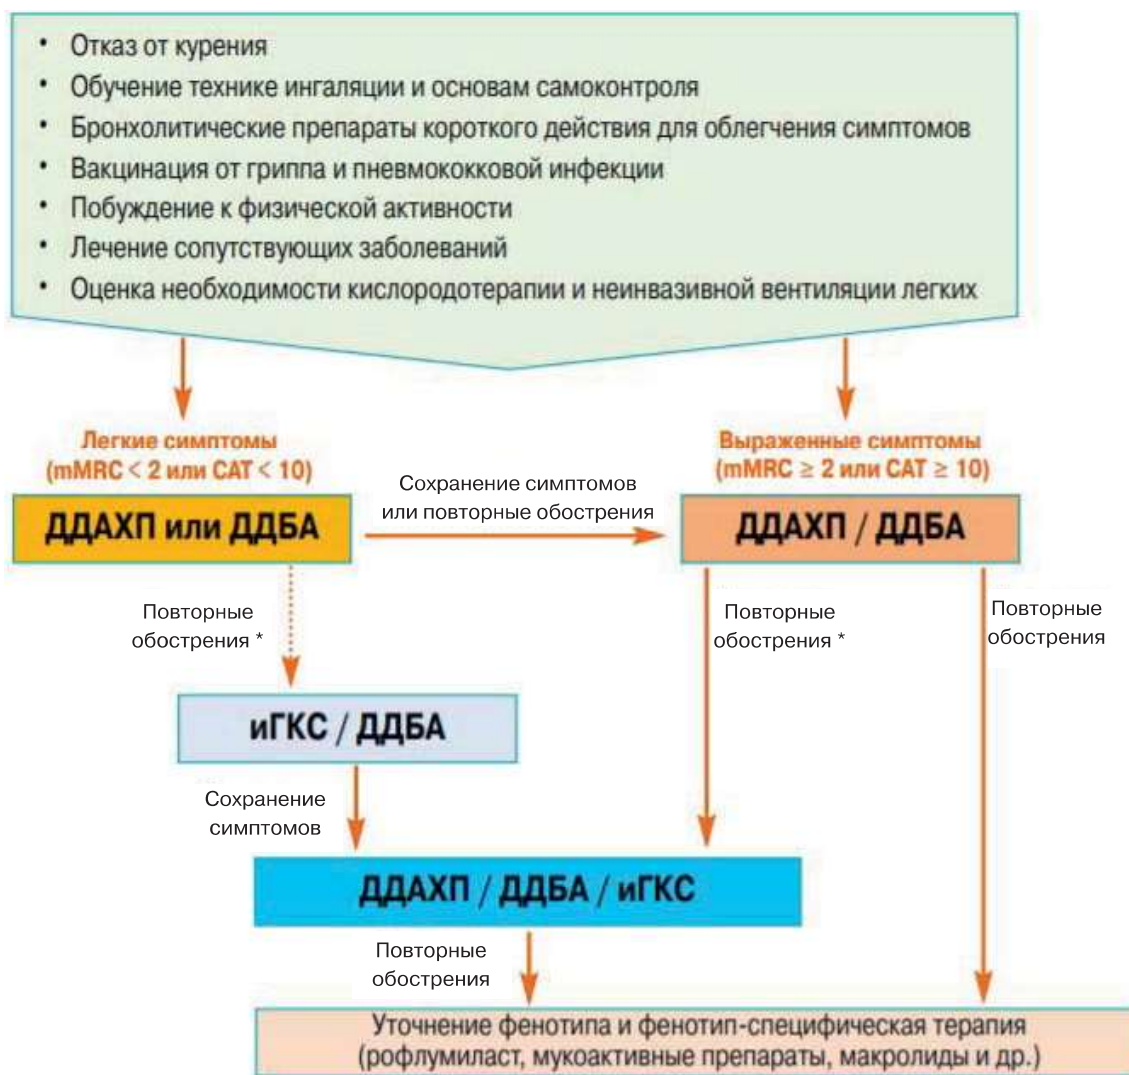 • Отказ от курения
• Обучение технике ингаляции и основам самоконтроля
• Бронхолитические препараты короткого действия для облегчения симптомов
• Вакцинация от гриппа и пневмококковой инфекции
• Побуждение к физической активности
• Лечение сопутствующих заболеваний
• Оценка необходимости кислородотерапии и неинвазивной вентиляции легких
Легкие симптомы
(mMRC < 2 или CAT < 10)
ДДАХП или ДДБА
Сохранение симптомов
или повторные обострения
Выраженные симптомы
(mMRC ≥ 2 или CAT ≥ 10)
ДДАХП / ДДБА
Повторные
обострения *
Повторные
обострения *
Повторные
обострения
иГКС / ДДБА
Сохранение
симптомов
ДДАХП / ДДБА / иГКС
Повторные
обострения
Уточнение фенотипа и фенотип-специфическая терапия
(рофлумиласт, мукоактивные препараты, макролиды и др.)